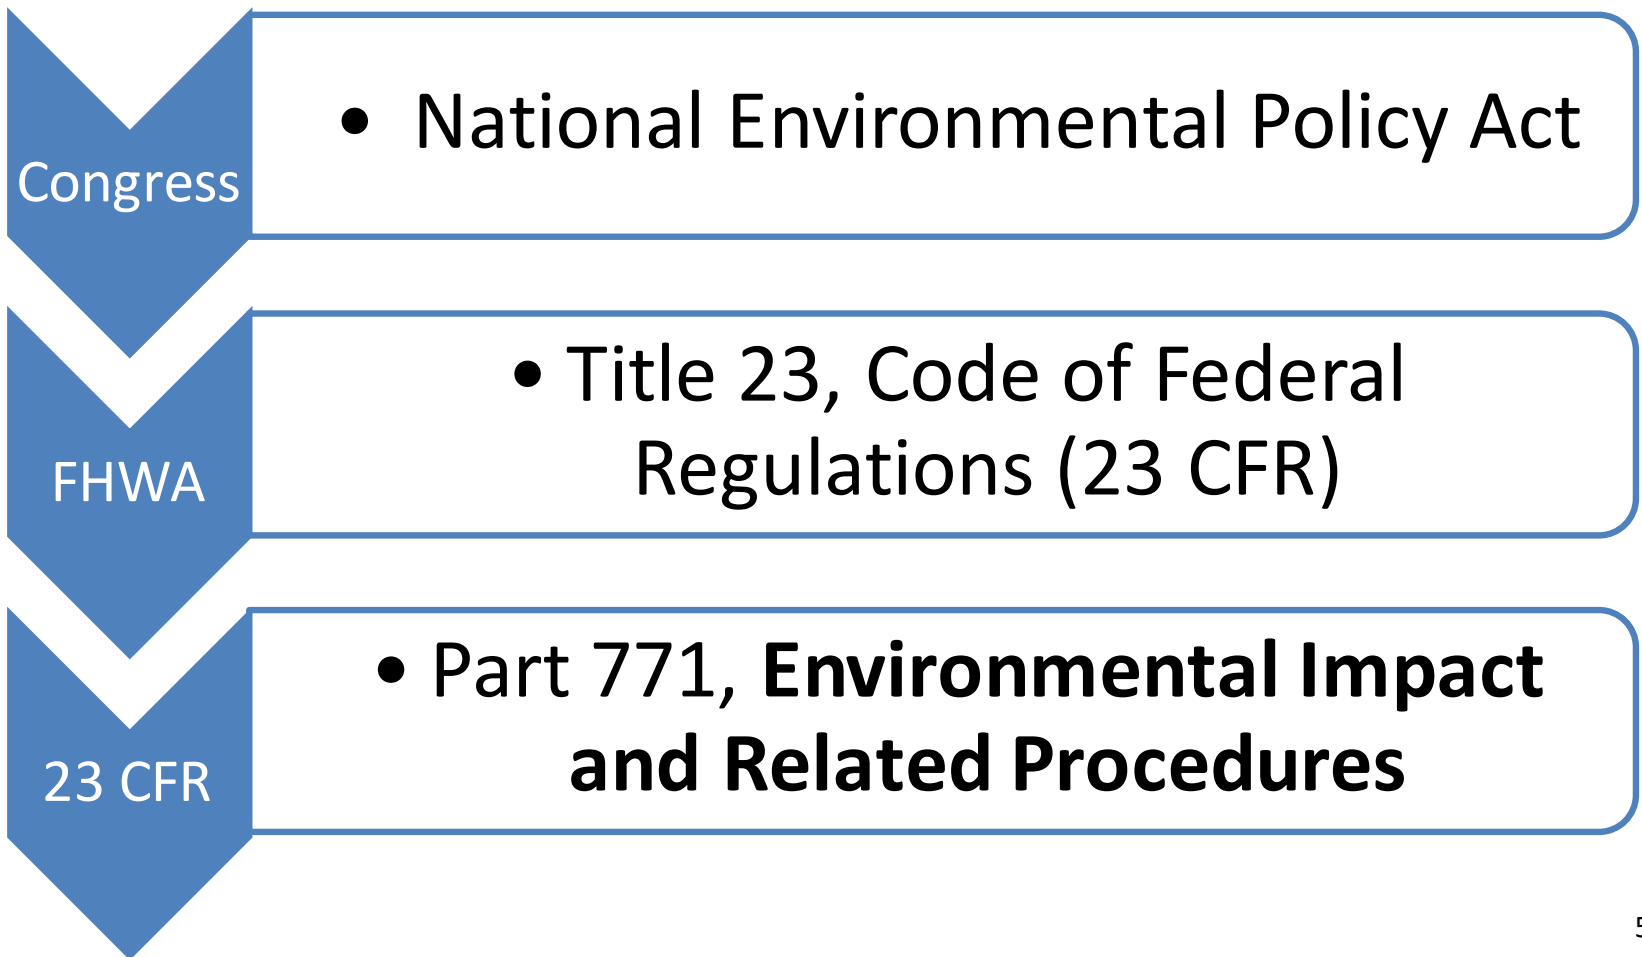 Congress
• National Environmental Policy Act
FHWA
• Title 23, Code of Federal
Regulations (23 CFR)
23 CFR
• Part 771, Environmental Impact
and Related Procedures
5